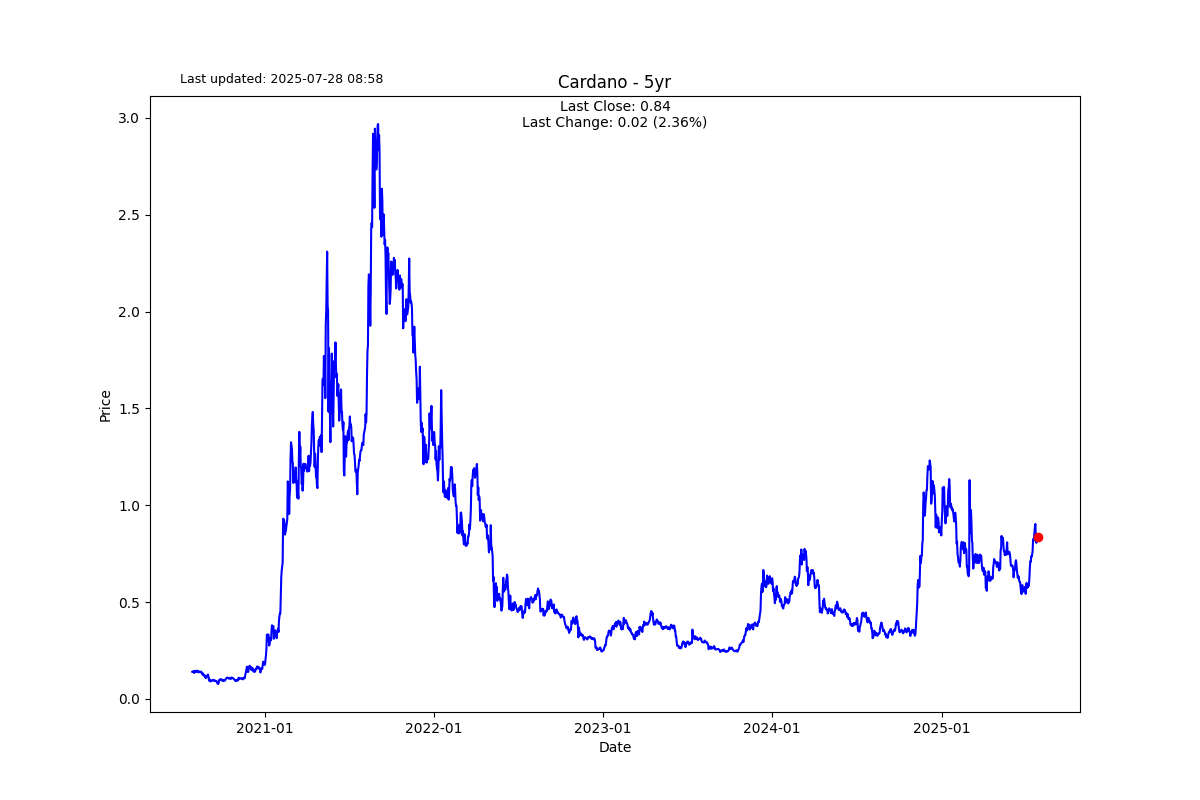 Last updated: 2025-07-28 08:58
Cardano - 5yr
Last Close: 0.84
Last Change: 0.02 (2.36%)
3.0
2.5
2.0
1.5
1.0
0.5
0.0
Price
2021-01
2022-01
2023-01
2024-01
2025-01
Date